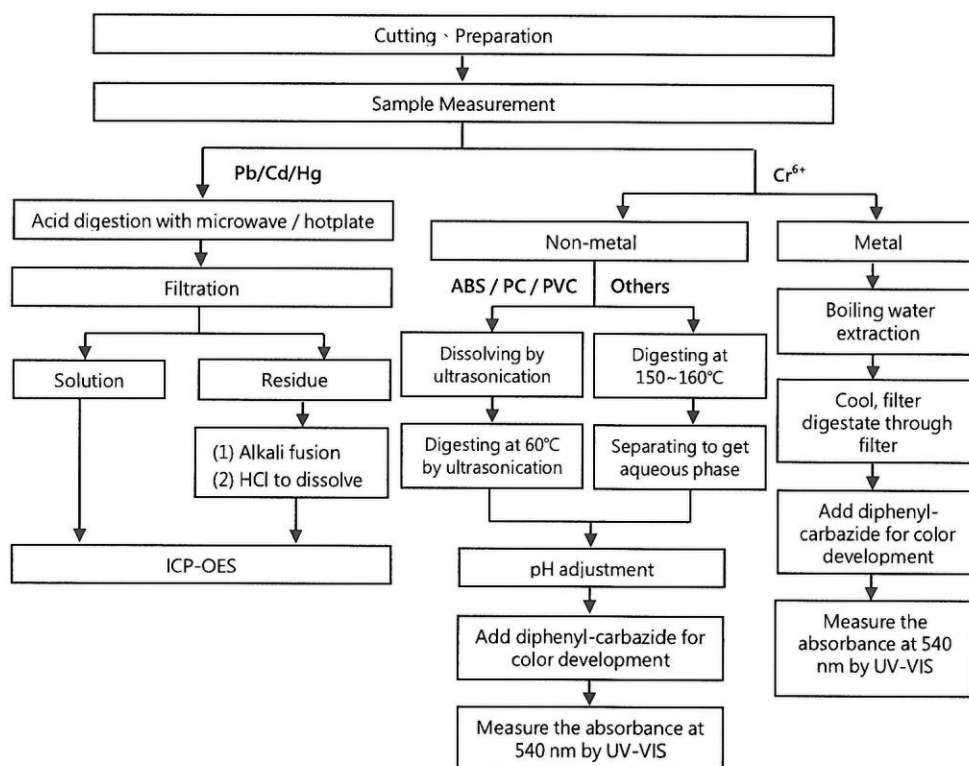 Cutting、Preparation
Sample Measurement
Pb/Cd/Hg
Cr⁶⁺
Acid digestion with microwave / hotplate
Non-metal
Metal
Filtration
ABS / PC / PVC
Others
Boiling water
extraction
Solution
Residue
Dissolving by
ultrasonication
Digesting at
150~160℃
Cool, filter
digestate through
filter
(1) Alkali fusion
(2) HCl to dissolve
Digesting at 60℃
by ultrasonication
Separating to get
aqueous phase
Add diphenyl-
carbazide for color
development
ICP-OES
pH adjustment
Measure the
absorbance at 540
nm by UV-VIS
Add diphenyl-carbazide for
color development
Measure the absorbance at
540 nm by UV-VIS